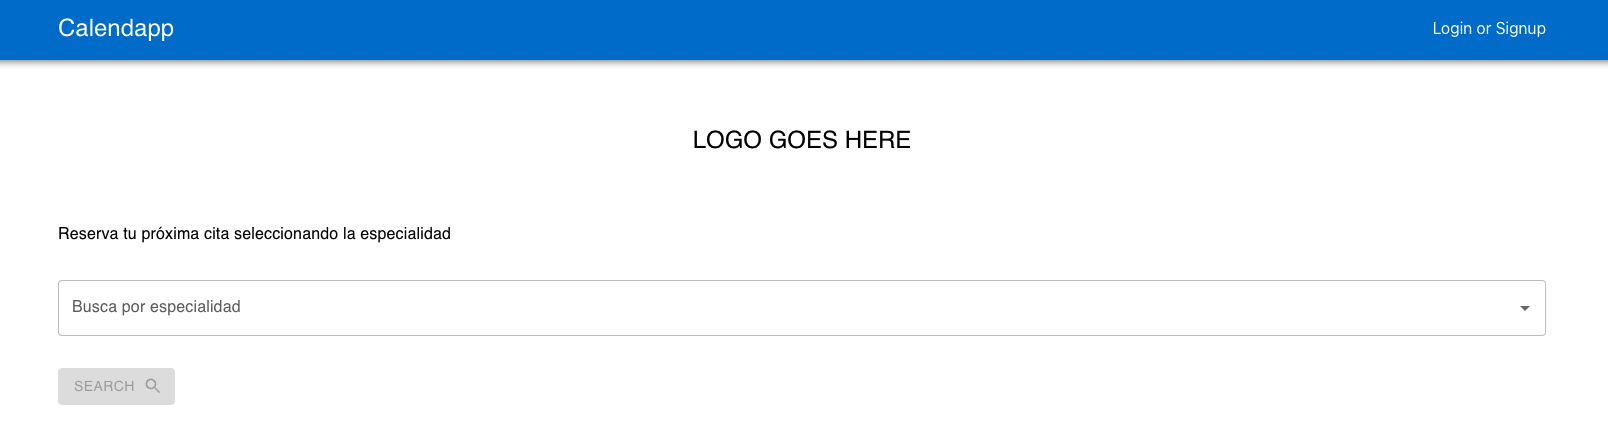 Calendapp
Login or Signup
LOGO GOES HERE
Reserva tu próxima cita seleccionando la especialidad
Busca por especialidad
SEARCH